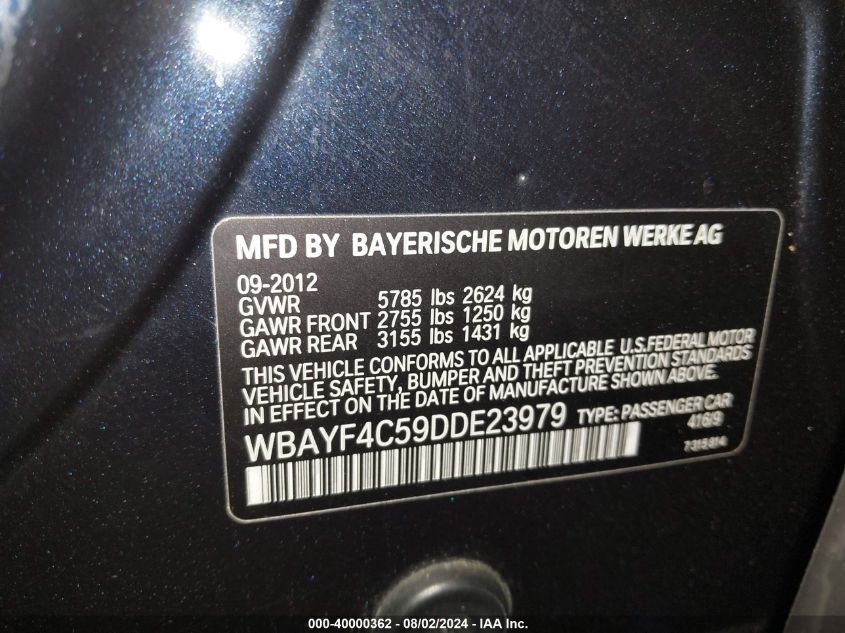 MFD BY BAYERISCHE MOTOREN WERKE AG
09-2012
GVWR 5785 lbs 2624 kg
GAWR FRONT 2755 lbs 1250 kg
GAWR REAR 3155 lbs 1431 kg
THIS VEHICLE CONFORMS TO ALL APPLICABLE U.S.FEDERAL MOTOR
VEHICLE SAFETY, BUMPER AND THEFT PREVENTION STANDARDS
IN EFFECT ON THE DATE OF MANUFACTURE SHOWN ABOVE.
WBAYF4C59DDE23979 TYPE: PASSENGER CAR
416/9
7315814
000-40000362 - 08/02/2024 - IAA Inc.